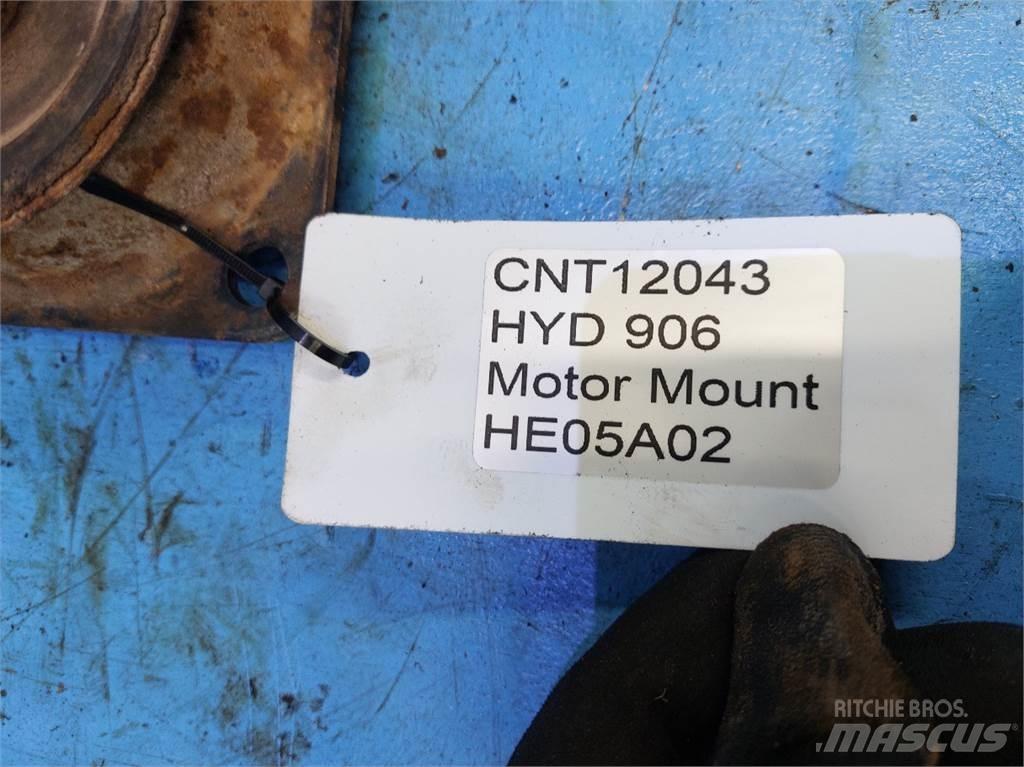 CNT12043
HYD 906
Motor Mount
HE05A02
RITCHIE BROS.
MASCUS